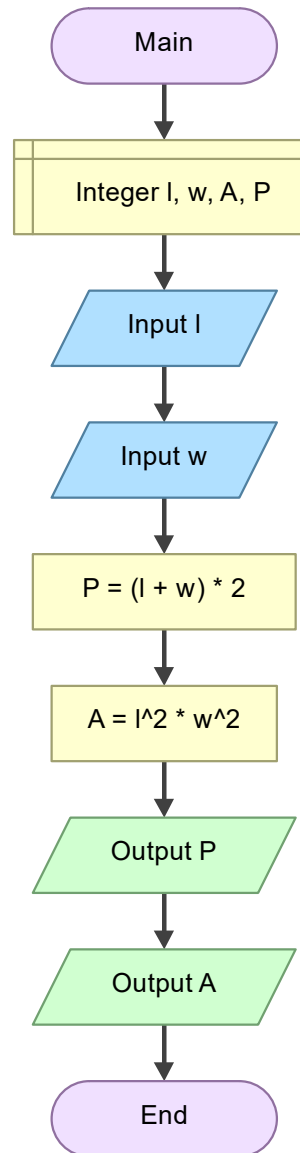 Main
Integer l, w, A, P
Input l
Input w
P = (l + w) * 2
A = l^2 * w^2
Output P
Output A
End